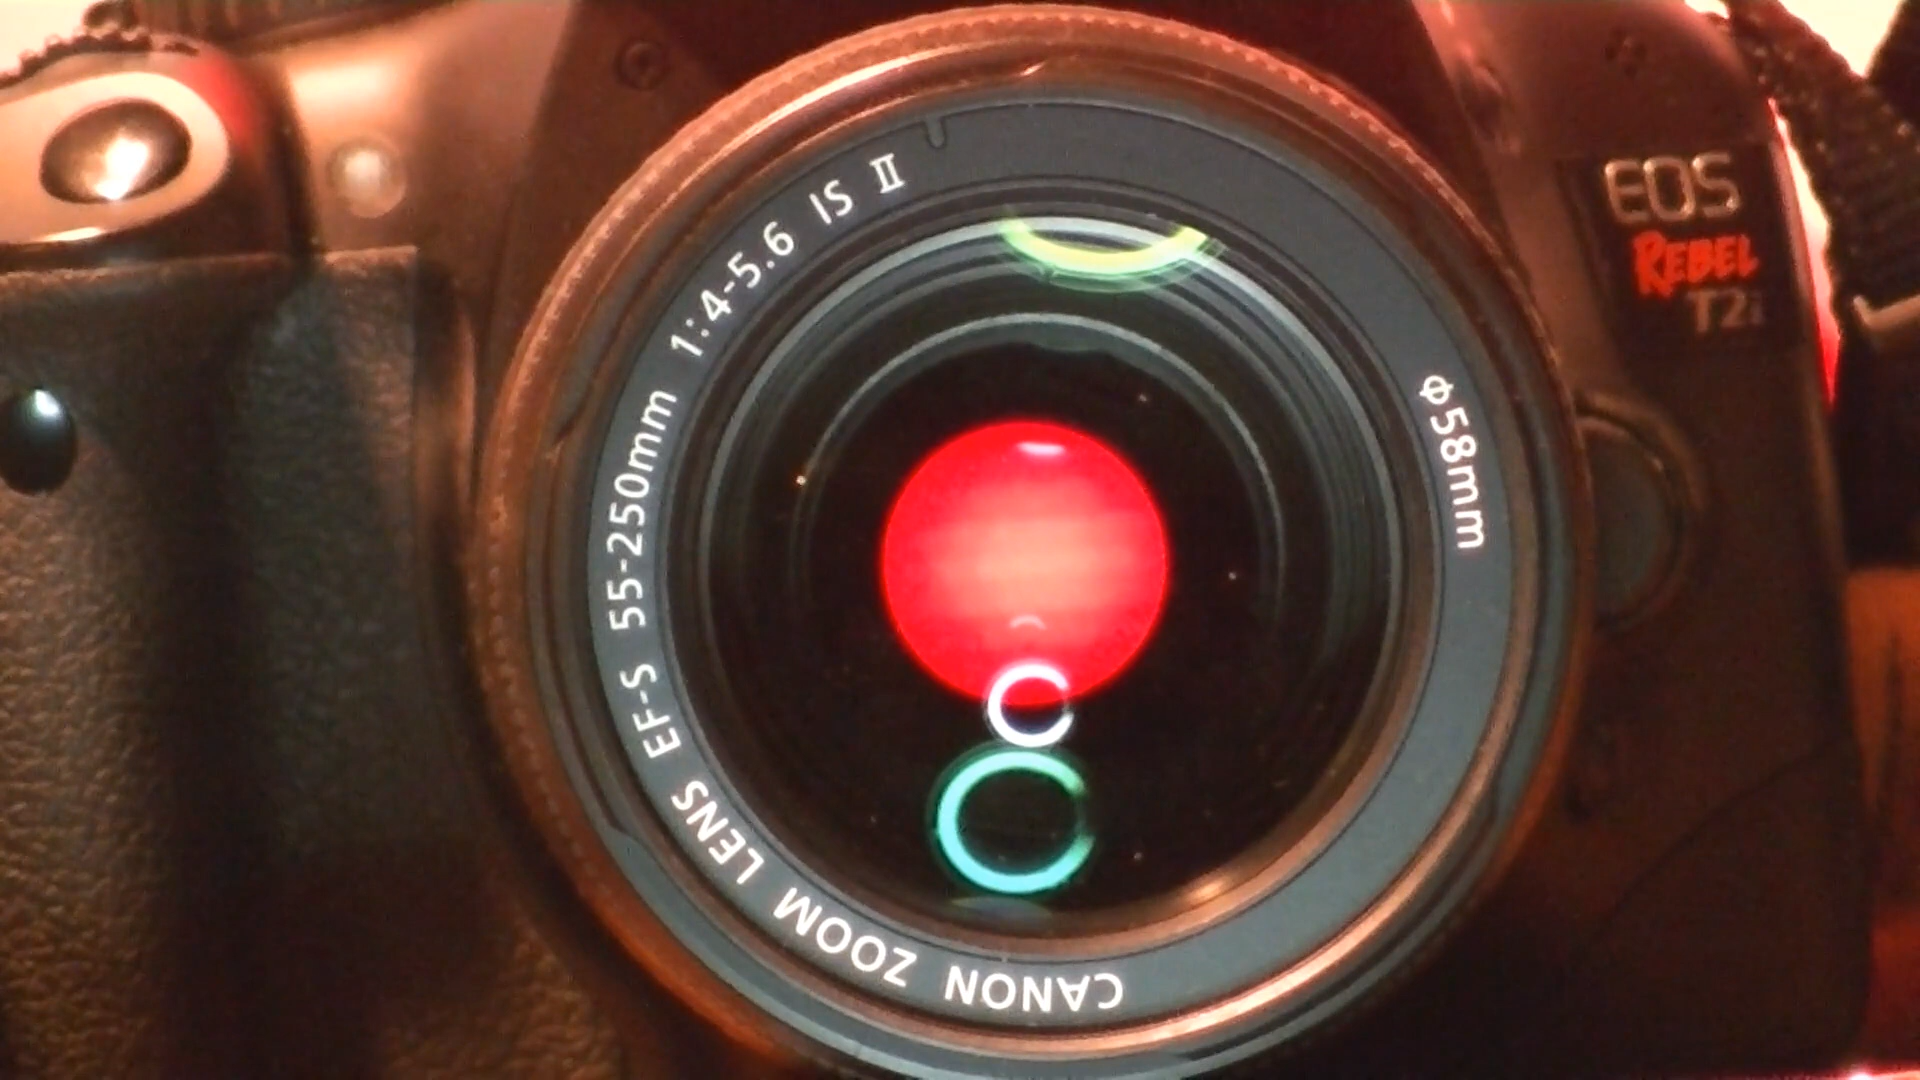 CANON ZOOM LENS EF-S 55-250mm 1:4-5.6 IS II
φ58mm
EOS
REBEL
T2i